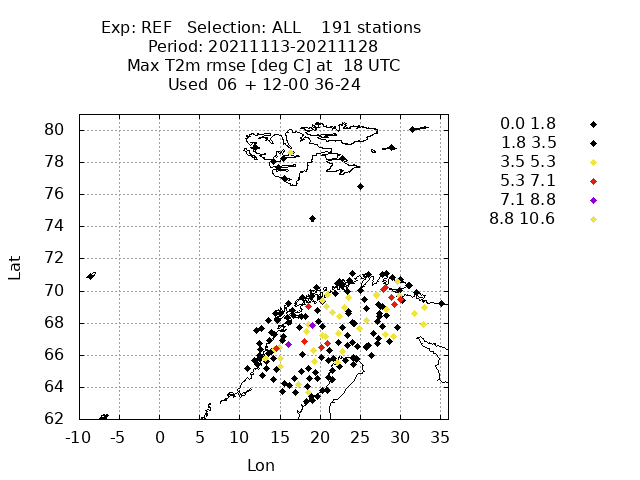 Exp: REF   Selection: ALL    191 stations
Period: 20211113-20211128
Max T2m rmse [deg C] at  18 UTC
Used  06 + 12-00 36-24
0.0 1.8
1.8 3.5
3.5 5.3
5.3 7.1
7.1 8.8
8.8 10.6
80
78
76
74
72
70
68
66
64
62
Lat
-10 -5 0 5 10 15 20 25 30 35
Lon